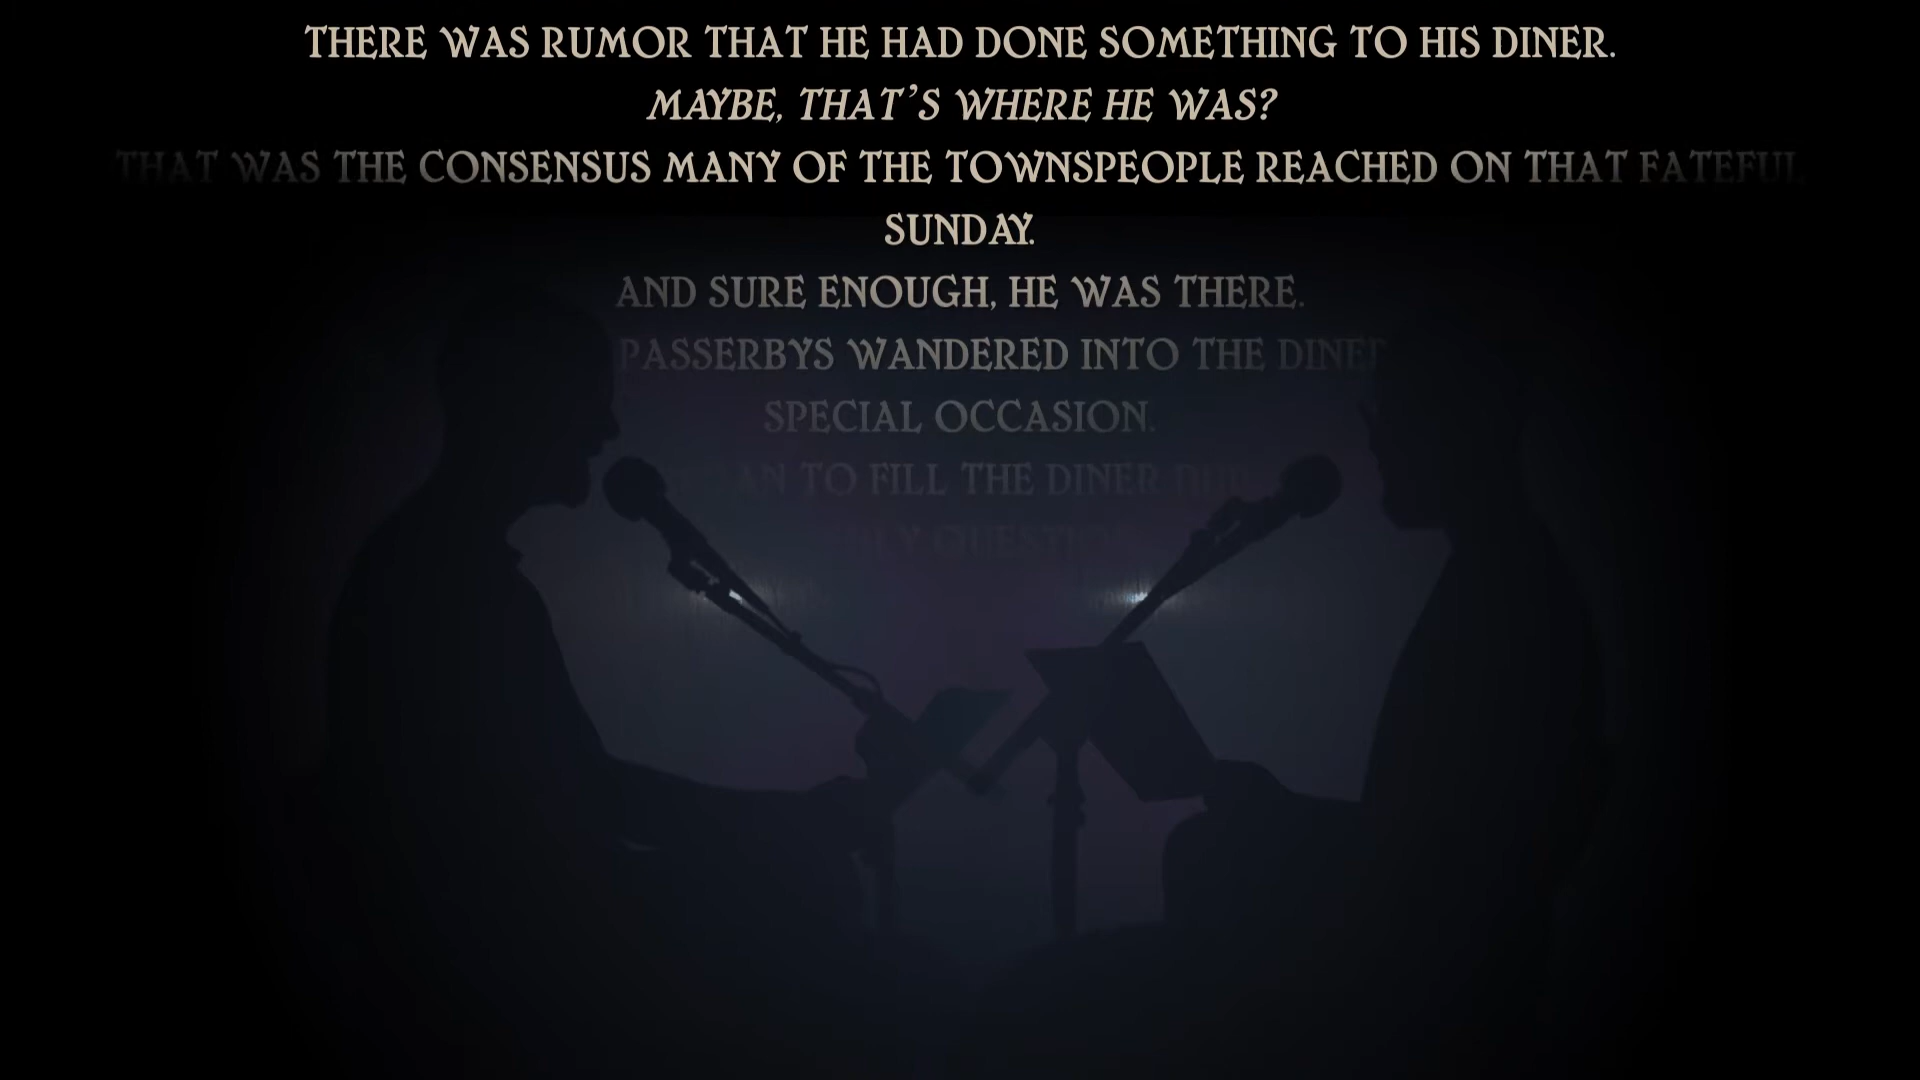 THERE WAS RUMOR THAT HE HAD DONE SOMETHING TO HIS DINER.
MAYBE, THAT'S WHERE HE WAS?
THAT WAS THE CONSENSUS MANY OF THE TOWNSPEOPLE REACHED ON THAT FATEFUL
SUNDAY.
AND SURE ENOUGH, HE WAS THERE.
PASSERBYS WANDERED INTO THE DINER
SPECIAL OCCASION.
TO FILL THE DINER